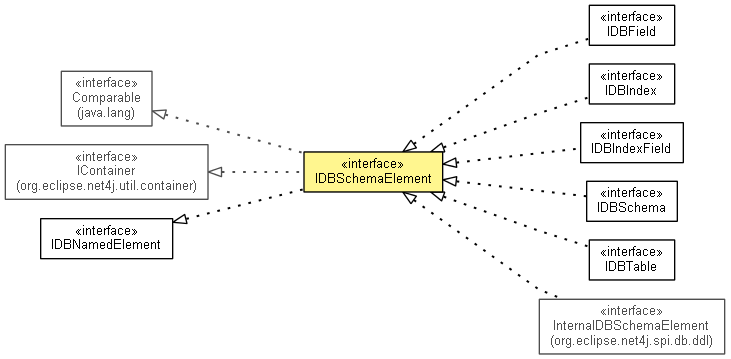 «interface»
Comparable
(java.lang)
«interface»
IContainer
(org.eclipse.net4j.util.container)
«interface»
IDBNamedElement
«interface»
IDBSchemaElement
«interface»
IDBField
«interface»
IDBIndex
«interface»
IDBIndexField
«interface»
IDBSchema
«interface»
IDBTable
«interface»
InternalIDBSchemaElement
(org.eclipse.net4j.spi.db.ddl)